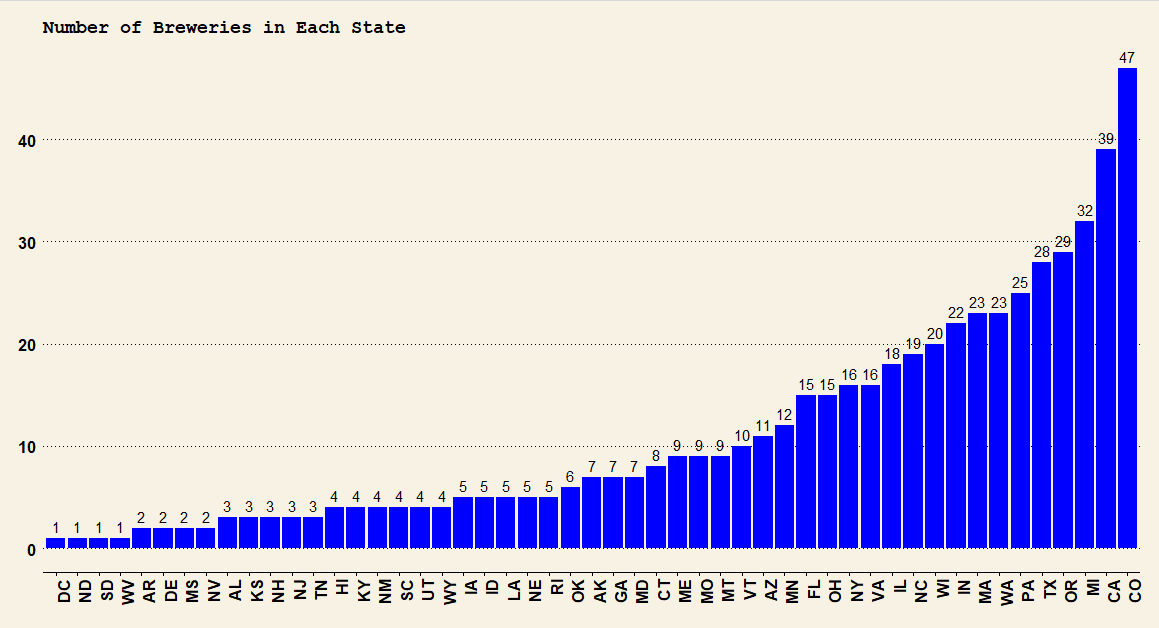 Number of Breweries in Each State
47
40
39
32
30
29
28
25
23 23
22
20
20
19
18
16 16
15 15
12
11
10
10
9 9 9
8
7 7 7
6
5 5 5 5 5
4 4 4 4 4 4
3 3 3 3 3
2 2 2 2
1 1 1 1
0
DC ND SD WV AR DE MS NV AL KS NH NJ TN HI KY NM SC UT WY IA ID LA NE RI OK AK GA MD CT ME MO MT VT AZ MN FL OH NY VA IL NC WI IN MA WA PA TX OR MI CA CO